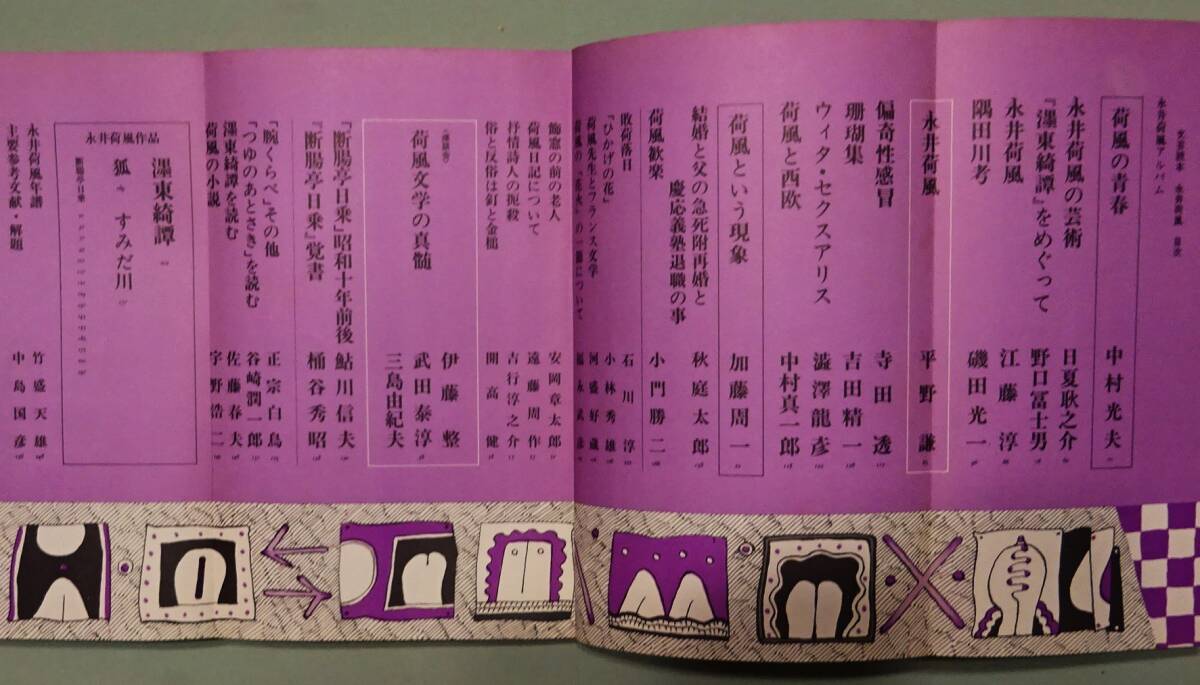 文芸読本 永井荷風 目次
永井荷風アルバム
荷風の青春 中村光夫
永井荷風の芸術 日夏耿之介
『濹東綺譚』をめぐって 野口冨士男
永井荷風 江藤淳
隅田川考 磯田光一
永井荷風 平野謙
偏奇性感冒 寺田透
珊瑚集 吉田精一
ウィタ・セクスアリス 澁澤龍彦
荷風と西欧 中村真一郎
荷風という現象 加藤周一
結婚と父の急死附再婚と
慶応義塾退職の事 秋庭太郎
荷風歓楽 小門勝二
敗荷落日 石川淳
『ひかげの花』 小林秀雄
荷風先生とフランス文学 河盛好蔵
荷風の『花火』の一節について 福永武彦
飾窓の前の老人 安岡章太郎
荷風日記について 遠藤周作
抒情詩人の扼殺 吉行淳之介
俗と反俗は釘と金槌 開高健
荷風文学の真髄 伊藤整
武田泰淳
三島由紀夫
『断腸亭日乗』昭和十年前後 鮎川信夫
『断腸亭日乗』覚書 桶谷秀昭
『腕くらべ』その他 正宗白鳥
『つゆのあとさき』を読む 谷崎潤一郎
濹東綺譚を読む 佐藤春夫
荷風の小説 宇野浩二
永井荷風作品
濹東綺譚
狐
すみだ川
断腸亭日乗
永井荷風年譜 竹盛天雄
主要参考文献・解題 中島国彦